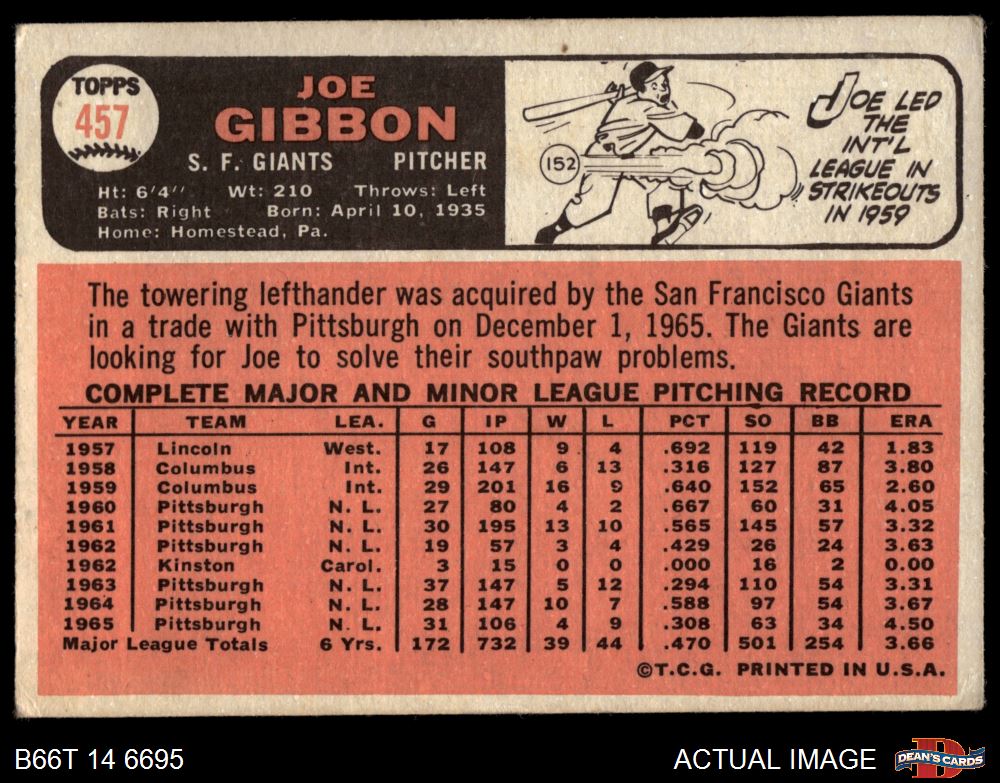 TOPPS
457
JOE
GIBBON
S. F. GIANTS PITCHER
Ht: 6'4" Wt: 210 Throws: Left
Bats: Right Born: April 10, 1935
Home: Homestead, Pa.
152
JOE LED
THE
INT'L
LEAGUE IN
STRIKEOUTS
IN 1959
The towering lefthander was acquired by the San Francisco Giants
in a trade with Pittsburgh on December 1, 1965. The Giants are
looking for Joe to solve their southpaw problems.
COMPLETE MAJOR AND MINOR LEAGUE PITCHING RECORD
YEAR TEAM LEA. G IP W L PCT SO BB ERA
1957 Lincoln West. 17 108 9 4 .692 119 42 1.83
1958 Columbus Int. 26 147 6 13 .316 127 87 3.80
1959 Columbus Int. 29 201 16 9 .640 152 65 2.60
1960 Pittsburgh N. L. 27 80 4 2 .667 60 31 4.05
1961 Pittsburgh N. L. 30 195 13 10 .565 145 57 3.32
1962 Pittsburgh N. L. 19 57 3 4 .429 26 24 3.63
1962 Kinston Carol. 3 15 0 0 .000 16 2 0.00
1963 Pittsburgh N. L. 37 147 5 12 .294 110 54 3.31
1964 Pittsburgh N. L. 28 147 10 7 .588 97 54 3.67
1965 Pittsburgh N. L. 31 106 4 9 .308 63 34 4.50
Major League Totals 6 Yrs. 172 732 39 44 .470 501 254 3.66
©T.C.G. PRINTED IN U.S.A.
B66T 14 6695
ACTUAL IMAGE
D
DEAN'S CARDS